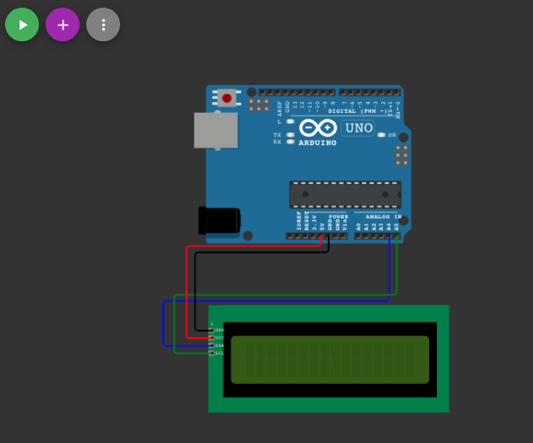 AREF
GND
13
12
~11
~10
~9
8
7
~6
~5
4
~3
2
TX→1
RX←0
DIGITAL (PWM ~)
L
TX
RX
UNO
ON
ARDUINO
IOREF
RESET
3.3V
5V
GND
GND
Vin
POWER
ANALOG IN
A0
A1
A2
A3
A4
A5
GND
VCC
SDA
SCL